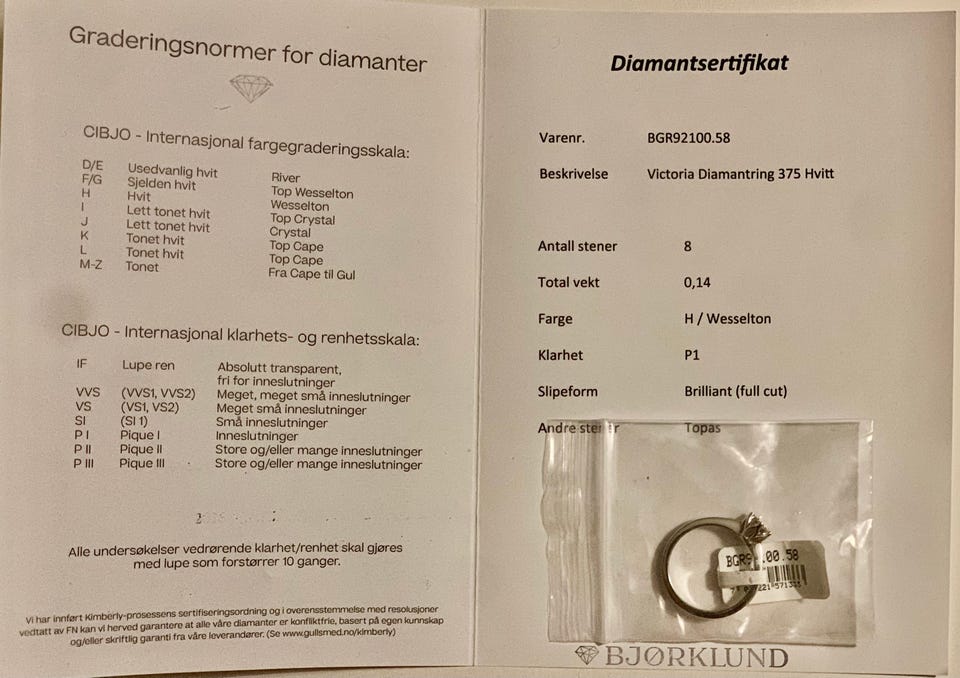 Graderingsnormer for diamanter
CIBJO - Internasjonal fargegraderingsskala:
D/E Usedvanlig hvit River
F/G Sjelden hvit Top Wesselton
H Hvit Wesselton
I Lett tonet hvit Top Crystal
J Lett tonet hvit Crystal
K Tonet hvit Top Cape
L Tonet hvit Top Cape
M-Z Tonet Fra Cape til Gul
CIBJO - Internasjonal klarhets- og renhetsskala:
IF Lupe ren Absolutt transparent,
fri for inneslutninger
VVS (VVS1, VVS2) Meget, meget små inneslutninger
VS (VS1, VS2) Meget små inneslutninger
SI (SI 1) Små inneslutninger
P I Pique I Inneslutninger
P II Pique II Store og/eller mange inneslutninger
P III Pique III Store og/eller mange inneslutninger
Alle undersøkelser vedrørende klarhet/renhet skal gjøres
med lupe som forstørrer 10 ganger.
Vi har innført Kimberly-prosessens sertifiseringsordning og i overensstemmelse med resolusjoner
vedtatt av FN kan vi herved garantere at alle våre diamanter er konfliktfrie, basert på egen kunnskap
og/eller skriftlig garanti fra våre leverandører. (Se www.gullsmed.no/kimberly)
Diamantsertifikat
Varenr. BGR92100.58
Beskrivelse Victoria Diamantring 375 Hvitt
Antall stener 8
Total vekt 0,14
Farge H / Wesselton
Klarhet P1
Slipeform Brilliant (full cut)
Andre stener Topas
BJØRKLUND